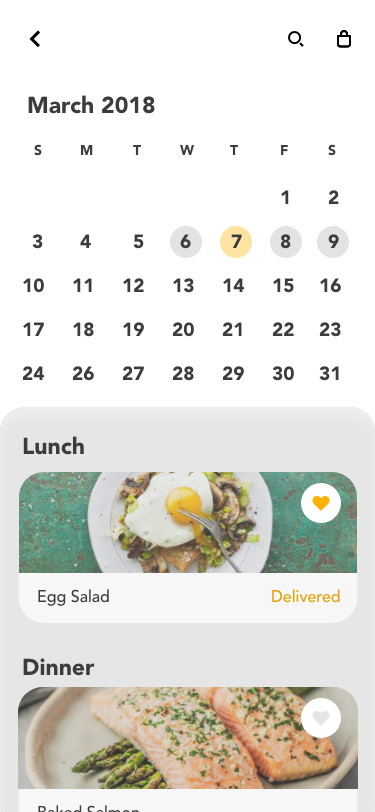 March 2018
S M T W T F S
1 2
3 4 5 6 7 8 9
10 11 12 13 14 15 16
17 18 19 20 21 22 23
24 26 27 28 29 30 31
Lunch
Egg Salad Delivered
Dinner
Baked Salmon